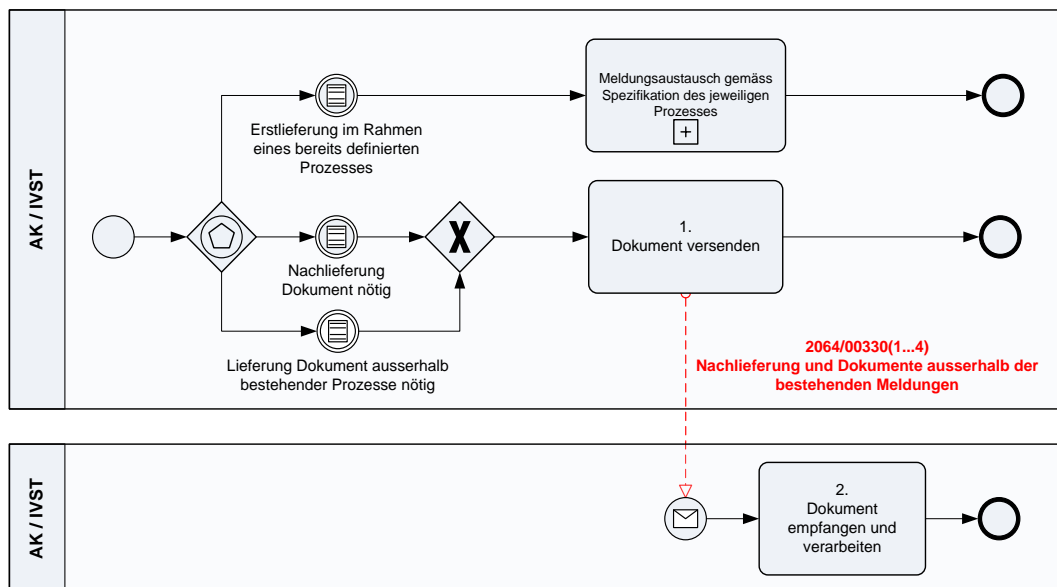 AK / IVST
Erstlieferung im Rahmen
eines bereits definierten
Prozesses
Meldungsaustausch gemäss
Spezifikation des jeweiligen
Prozesses
Nachlieferung
Dokument nötig
1.
Dokument versenden
Lieferung Dokument ausserhalb
bestehender Prozesse nötig
2064/00330(1...4)
Nachlieferung und Dokumente ausserhalb der
bestehenden Meldungen
AK / IVST
2.
Dokument
empfangen und
verarbeiten